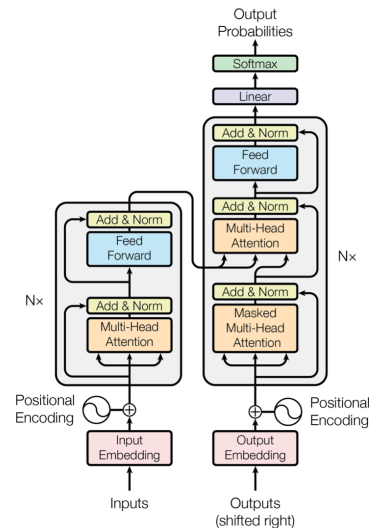 Output
Probabilities
Softmax
Linear
Add & Norm
Feed
Forward
Add & Norm
Multi-Head
Attention
Add & Norm
Masked
Multi-Head
Attention
N×
Add & Norm
Feed
Forward
Add & Norm
Multi-Head
Attention
N×
Positional
Encoding
Positional
Encoding
Input
Embedding
Output
Embedding
Inputs
Outputs
(shifted right)